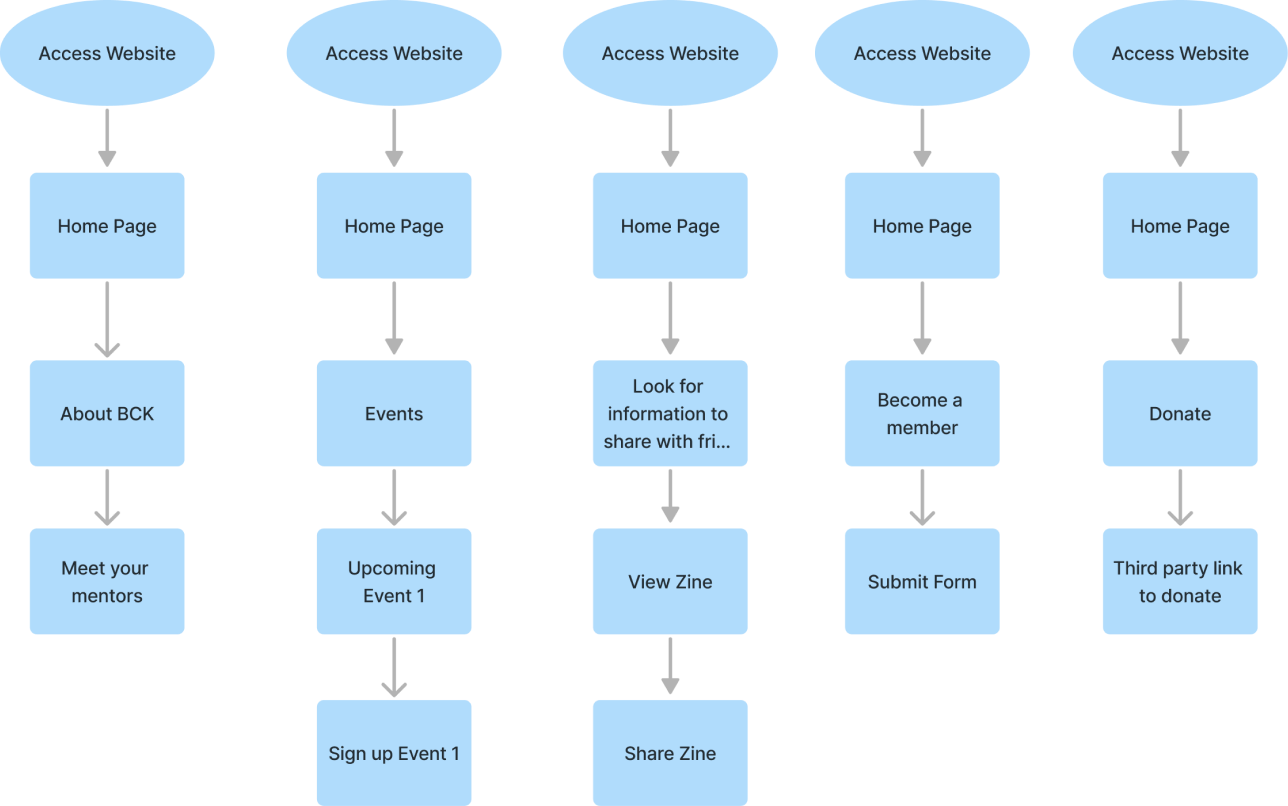 Access Website
Access Website
Access Website
Access Website
Access Website
Home Page
Home Page
Home Page
Home Page
Home Page
About BCK
Events
Look for
information to
share with fri...
Become a
member
Donate
Meet your
mentors
Upcoming
Event 1
View Zine
Submit Form
Third party link
to donate
Sign up Event 1
Share Zine